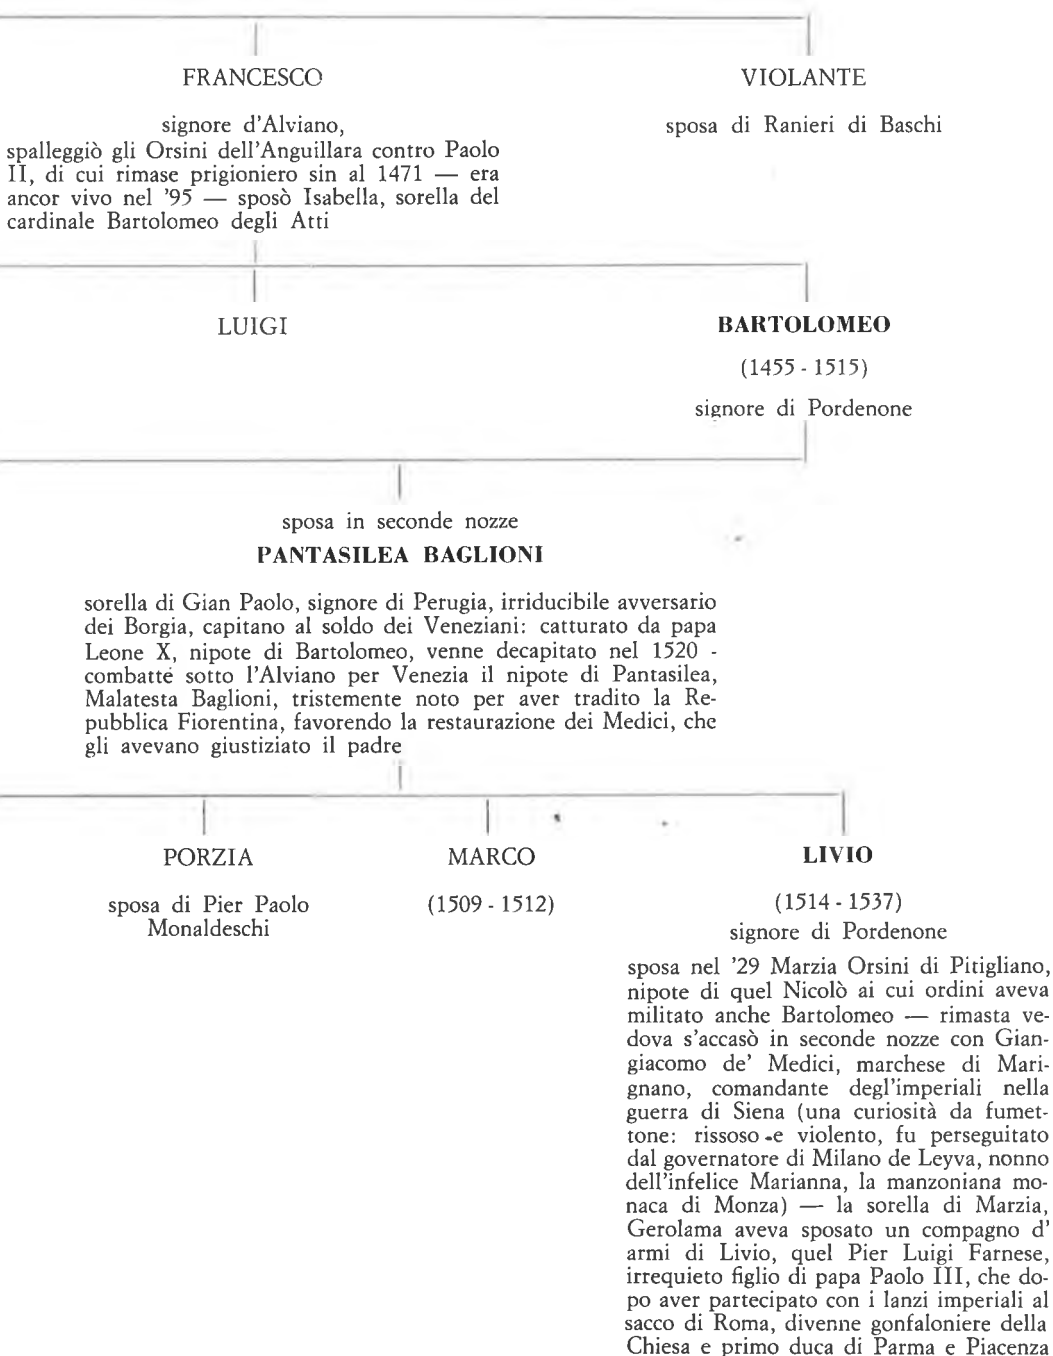 FRANCESCO
signore d'Alviano,
spalleggiò gli Orsini dell'Anguillara contro Paolo
II, di cui rimase prigioniero sin al 1471 — era
ancor vivo nel '95 — sposò Isabella, sorella del
cardinale Bartolomeo degli Atti
VIOLANTE
sposa di Ranieri di Baschi
LUIGI
BARTOLOMEO
(1455 - 1515)
signore di Pordenone
sposa in seconde nozze
PANTASILEA BAGLIONI
sorella di Gian Paolo, signore di Perugia, irriducibile avversario
dei Borgia, capitano al soldo dei Veneziani: catturato da papa
Leone X, nipote di Bartolomeo, venne decapitato nel 1520 -
combatté sotto l'Alviano per Venezia il nipote di Pantasilea,
Malatesta Baglioni, tristemente noto per aver tradito la Re-
pubblica Fiorentina, favorendo la restaurazione dei Medici, che
gli avevano giustiziato il padre
PORZIA
sposa di Pier Paolo
Monaldeschi
MARCO
(1509 - 1512)
LIVIO
(1514 - 1537)
signore di Pordenone
sposa nel '29 Marzia Orsini di Pitigliano,
nipote di quel Nicolò ai cui ordini aveva
militato anche Bartolomeo — rimasta ve-
dova s'accasò in seconde nozze con Gian-
giacomo de' Medici, marchese di Mari-
gnano, comandante degl'imperiali nella
guerra di Siena (una curiosità da fumet-
tone: rissoso e violento, fu perseguitato
dal governatore di Milano de Leyva, nonno
dell'infelice Marianna, la manzoniana mo-
naca di Monza) — la sorella di Marzia,
Gerolama aveva sposato un compagno d'
armi di Livio, quel Pier Luigi Farnese,
irrequieto figlio di papa Paolo III, che do-
po aver partecipato con i lanzi imperiali al
sacco di Roma, divenne gonfaloniere della
Chiesa e primo duca di Parma e Piacenza